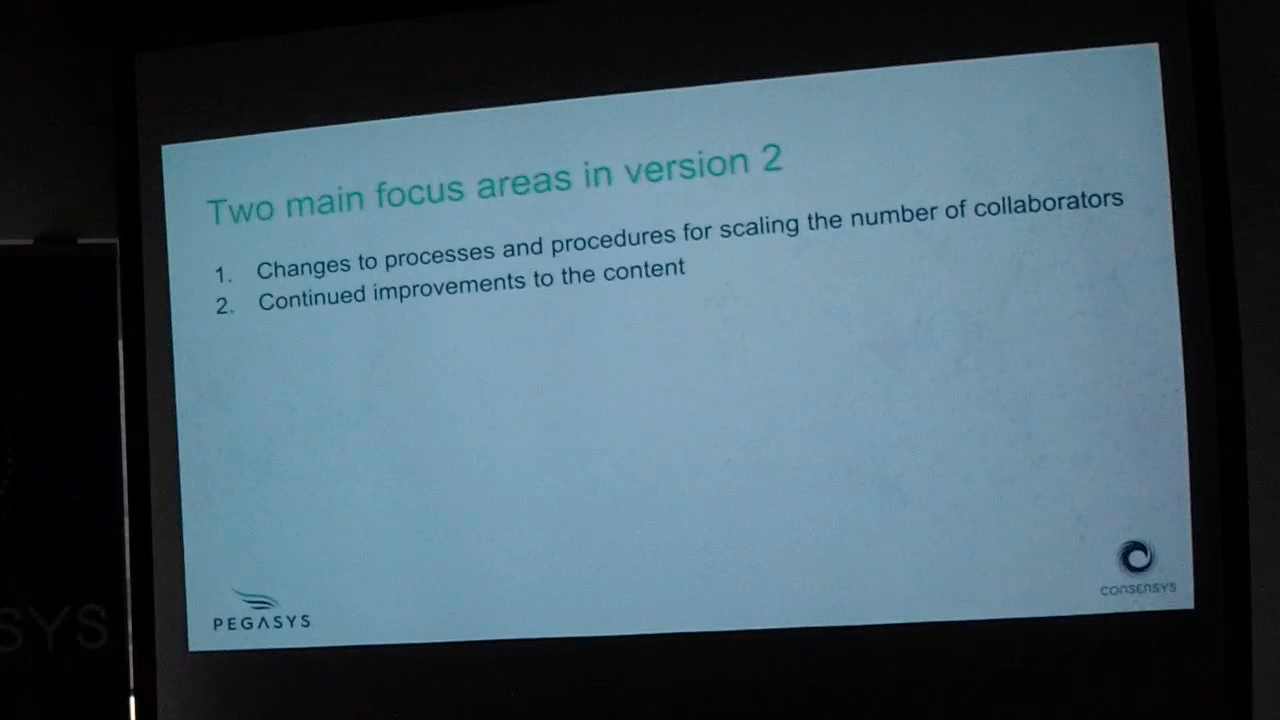 Two main focus areas in version 2
1. Changes to processes and procedures for scaling the number of collaborators
2. Continued improvements to the content
PEGASYS
CONSENSYS
SYS